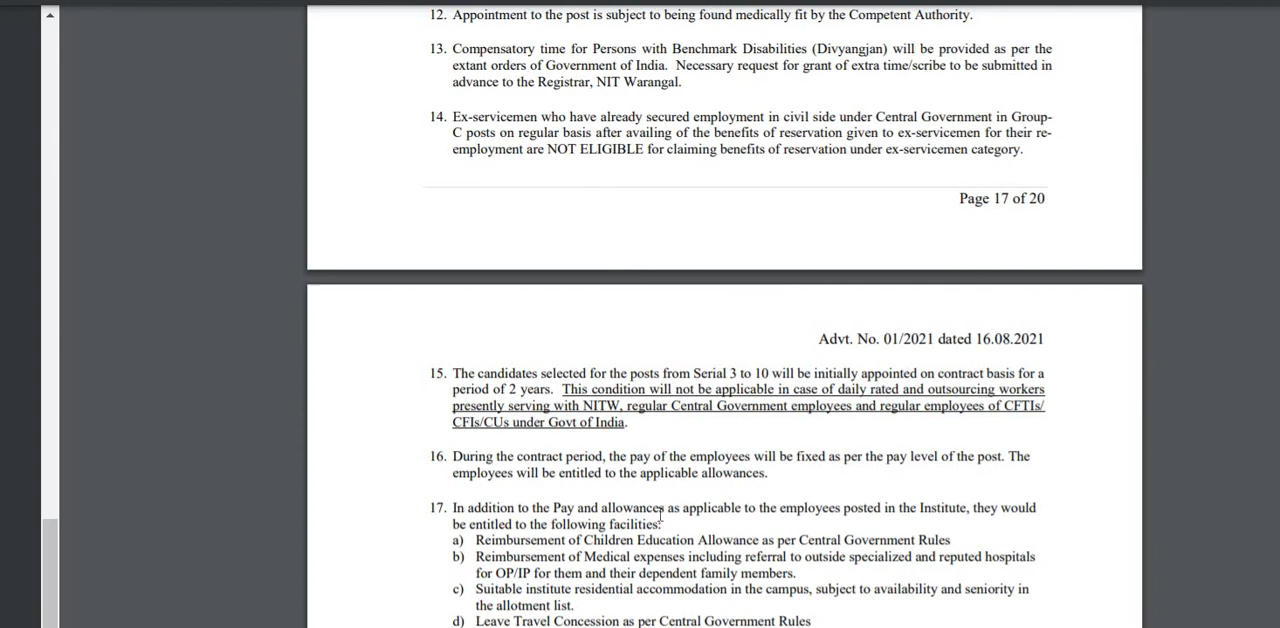 12. Appointment to the post is subject to being found medically fit by the Competent Authority.
13. Compensatory time for Persons with Benchmark Disabilities (Divyangjan) will be provided as per the
extant orders of Government of India. Necessary request for grant of extra time/scribe to be submitted in
advance to the Registrar, NIT Warangal.
14. Ex-servicemen who have already secured employment in civil side under Central Government in Group-
C posts on regular basis after availing of the benefits of reservation given to ex-servicemen for their re-
employment are NOT ELIGIBLE for claiming benefits of reservation under ex-servicemen category.
Page 17 of 20
Advt. No. 01/2021 dated 16.08.2021
15. The candidates selected for the posts from Serial 3 to 10 will be initially appointed on contract basis for a
period of 2 years. This condition will not be applicable in case of daily rated and outsourcing workers
presently serving with NITW, regular Central Government employees and regular employees of CFTIs/
CFIs/CUs under Govt of India.
16. During the contract period, the pay of the employees will be fixed as per the pay level of the post. The
employees will be entitled to the applicable allowances.
17. In addition to the Pay and allowances as applicable to the employees posted in the Institute, they would
be entitled to the following facilities:
a) Reimbursement of Children Education Allowance as per Central Government Rules
b) Reimbursement of Medical expenses including referral to outside specialized and reputed hospitals
for OP/IP for them and their dependent family members.
c) Suitable institute residential accommodation in the campus, subject to availability and seniority in
the allotment list.
d) Leave Travel Concession as per Central Government Rules